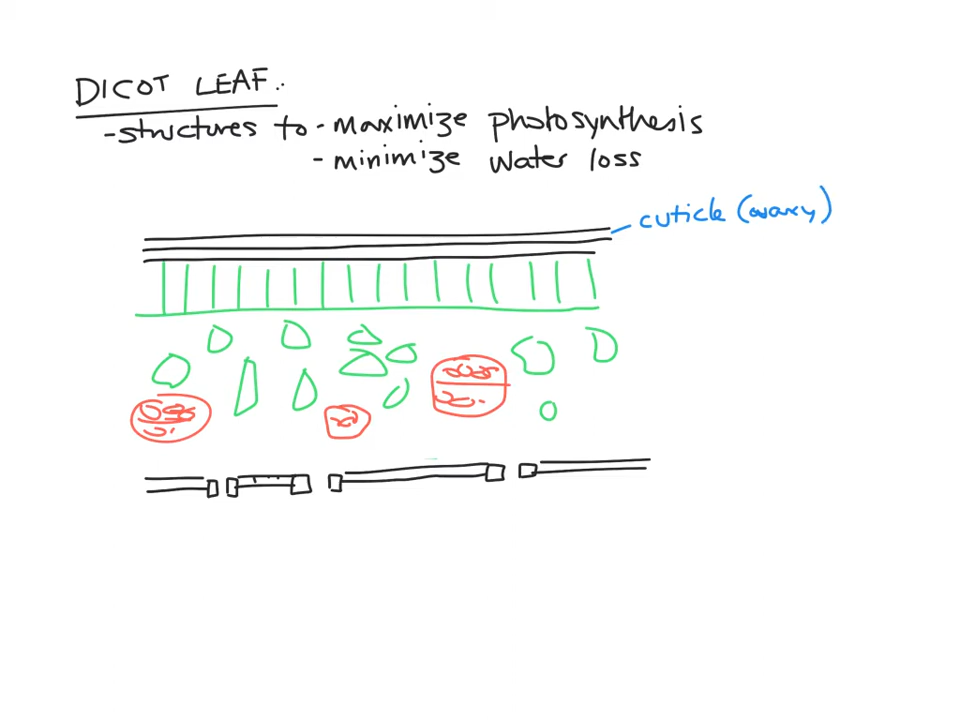 DICOT LEAF..
-structures to - maximize photosynthesis
- minimize water loss
cuticle (waxy)